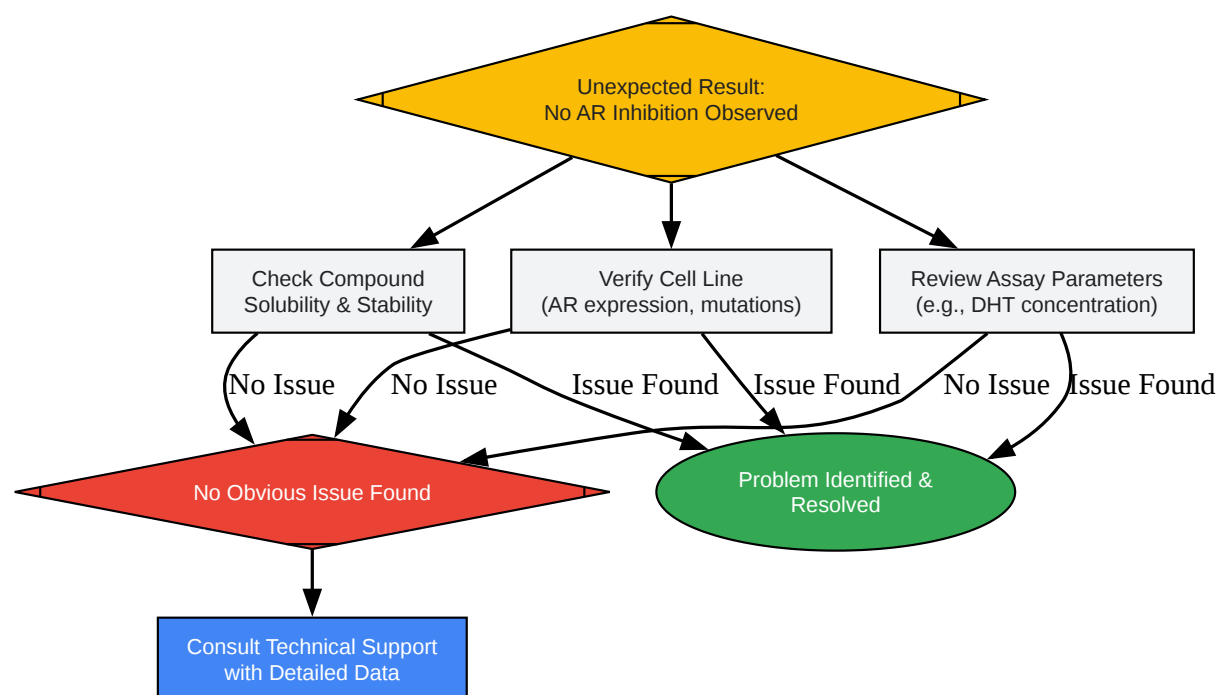 Unexpected Result:
No AR Inhibition Observed
Check Compound
Solubility & Stability
Verify Cell Line
(AR expression, mutations)
Review Assay Parameters
(e.g., DHT concentration)
No Issue
No Issue
Issue Found
Issue Found
No Issue
Issue Found
No Obvious Issue Found
Problem Identified &
Resolved
Consult Technical Support
with Detailed Data